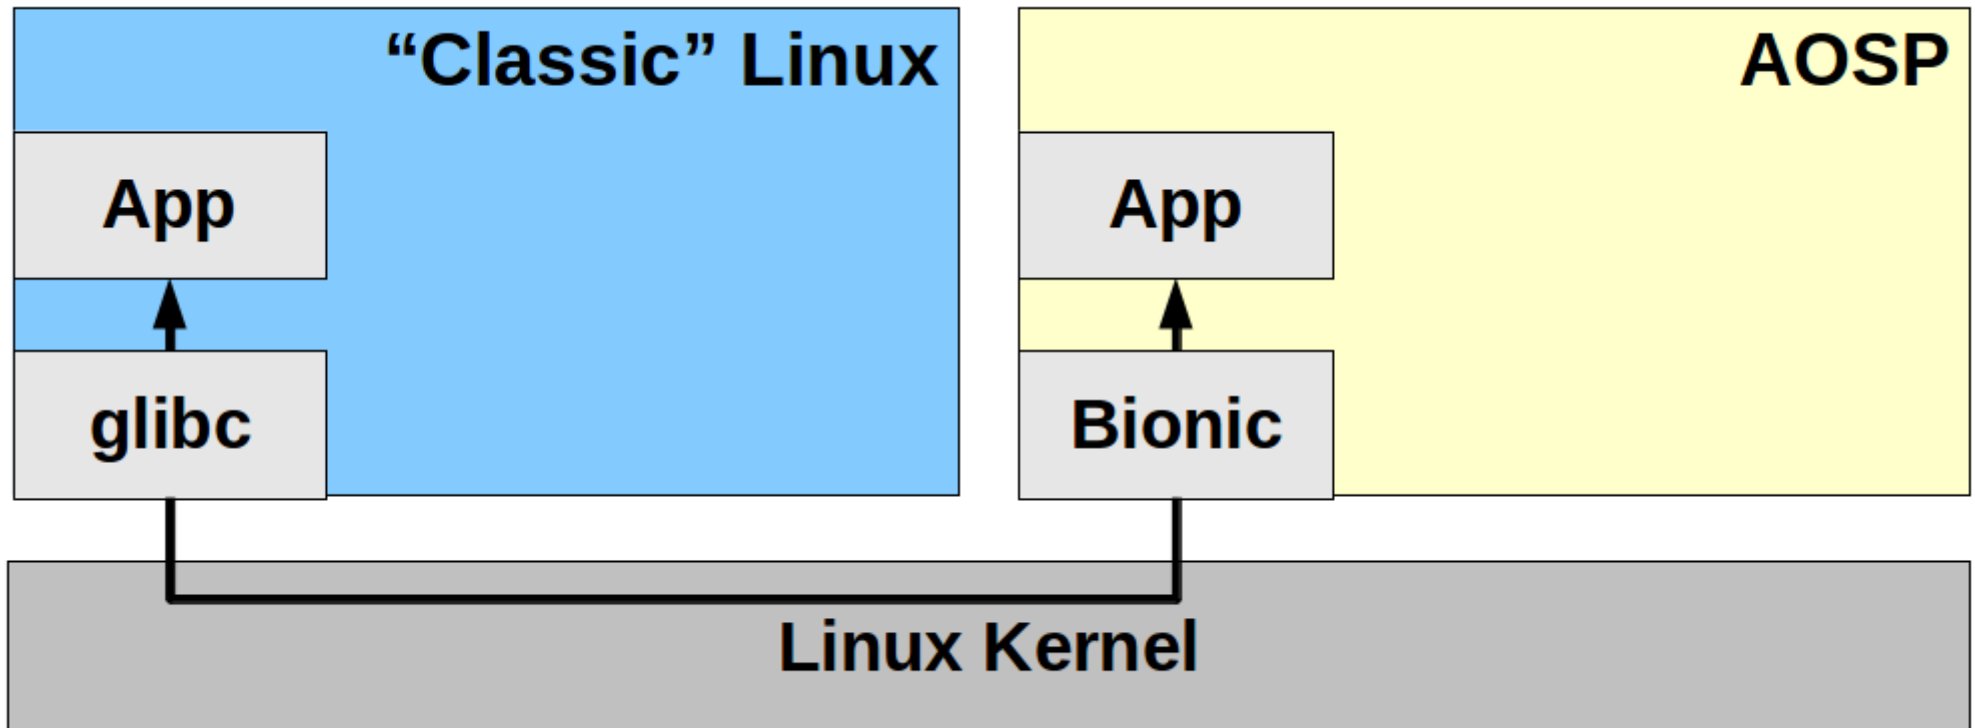 “Classic” Linux
App
glibc
AOSP
App
Bionic
Linux Kernel